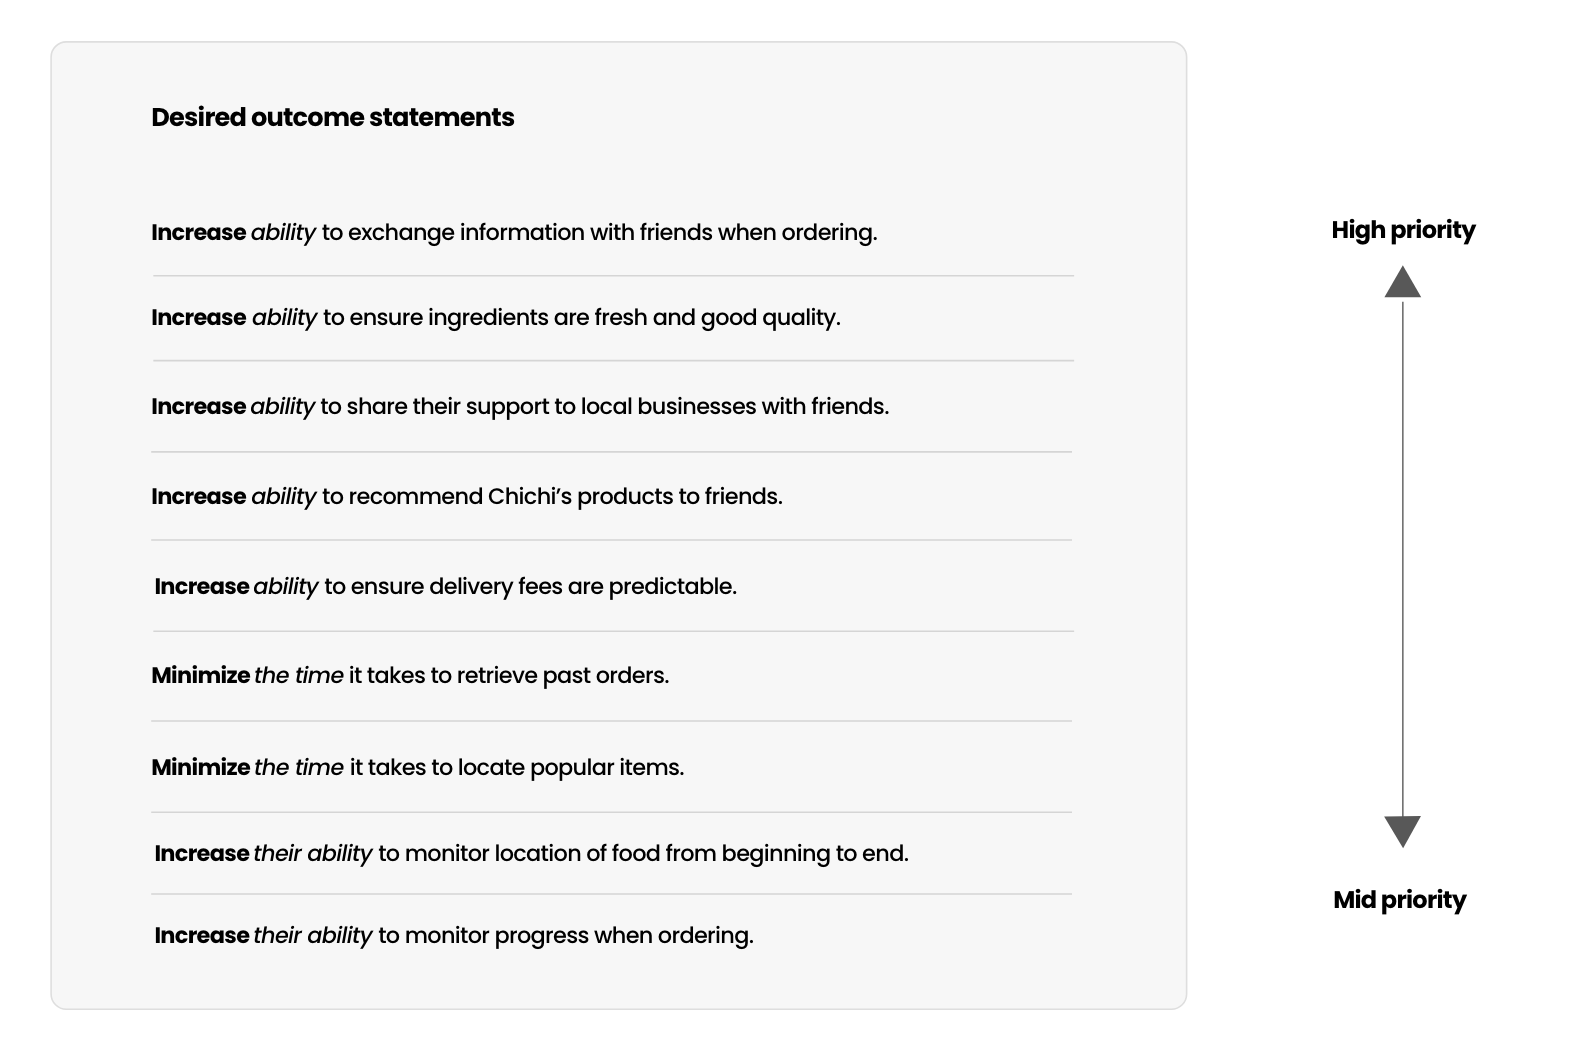 Desired outcome statements
Increase ability to exchange information with friends when ordering.
High priority
Increase ability to ensure ingredients are fresh and good quality.
Increase ability to share their support to local businesses with friends.
Increase ability to recommend Chichi’s products to friends.
Increase ability to ensure delivery fees are predictable.
Minimize the time it takes to retrieve past orders.
Minimize the time it takes to locate popular items.
Increase their ability to monitor location of food from beginning to end.
Mid priority
Increase their ability to monitor progress when ordering.